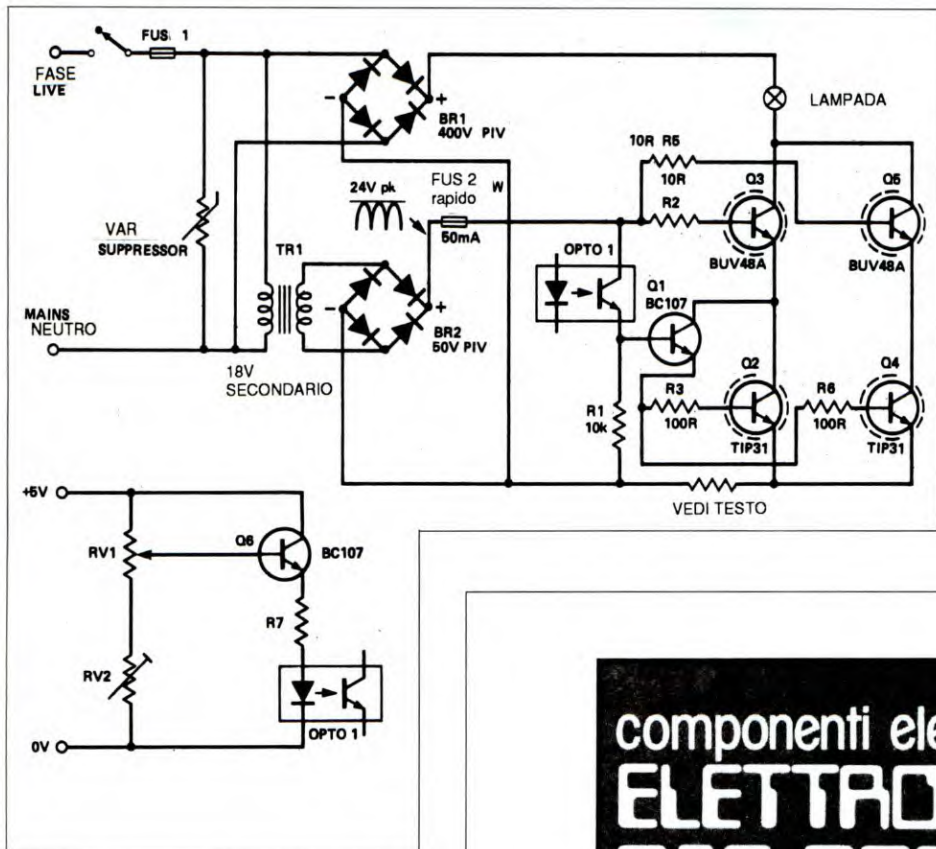 FUS 1
FASE
LIVE
BR1
400V PIV
LAMPADA
10R R5
10R
R2
Q3
Q5
BUV48A
BUV48A
24V pk
FUS 2 W
rapido
50mA
VAR
SUPPRESSOR
TR1
OPTO 1
Q1
BC107
MAINS
NEUTRO
BR2
50V PIV
18V
SECONDARIO
R1
10k
R3
100R
Q2
TIP31
R6
100R
Q4
TIP31
VEDI TESTO
+5V
RV1
Q6
BC107
R7
RV2
OPTO 1
0V
componenti ele
ELETTRO